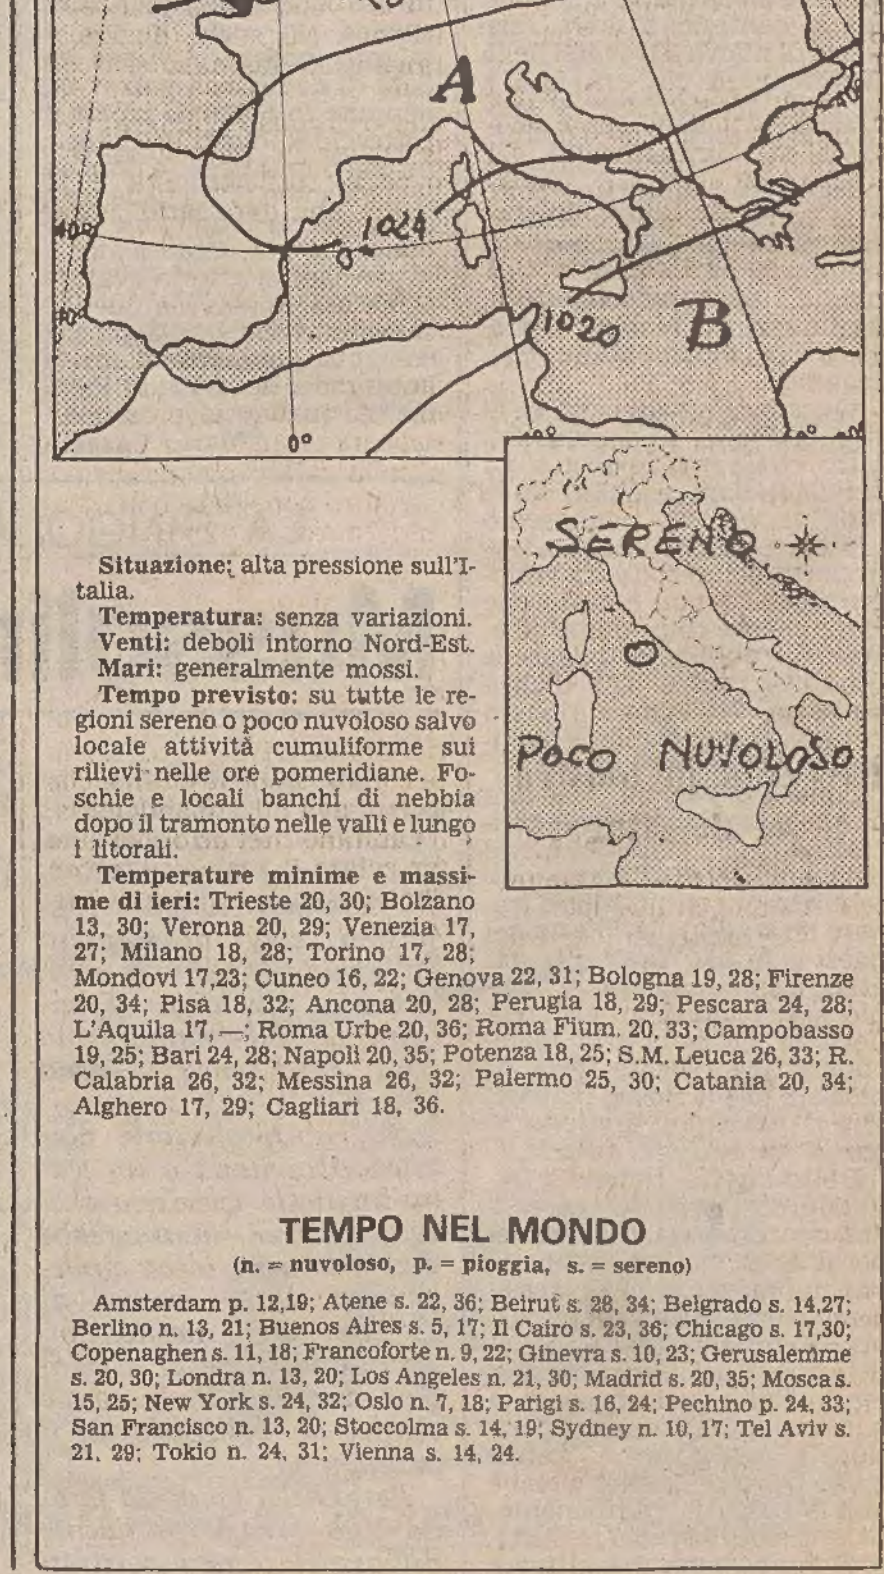 A
1024
1020
B
40°
0°
SERENO
POCO NUVOLOSO
Situazione: alta pressione sull'I-
talia.
Temperatura: senza variazioni.
Venti: deboli intorno Nord-Est.
Mari: generalmente mossi.
Tempo previsto: su tutte le re-
gioni sereno o poco nuvoloso salvo
locale attività cumuliforme sui
rilievi nelle ore pomeridiane. Fo-
schie e locali banchi di nebbia
dopo il tramonto nelle valli e lungo
i litorali.
Temperature minime e massi-
me di ieri: Trieste 20, 30; Bolzano
13, 30; Verona 20, 29; Venezia 17,
27; Milano 18, 28; Torino 17, 28;
Mondovì 17,23; Cuneo 16, 22; Genova 22, 31; Bologna 19, 28; Firenze
20, 34; Pisa 18, 32; Ancona 20, 28; Perugia 18, 29; Pescara 24, 28;
L'Aquila 17, —; Roma Urbe 20, 36; Roma Fium. 20, 33; Campobasso
19, 25; Bari 24, 28; Napoli 20, 35; Potenza 18, 25; S.M. Leuca 26, 33; R.
Calabria 26, 32; Messina 26, 32; Palermo 25, 30; Catania 20, 34;
Alghero 17, 29; Cagliari 18, 36.
TEMPO NEL MONDO
(n. = nuvoloso, p. = pioggia, s. = sereno)
Amsterdam p. 12,19; Atene s. 22, 36; Beirut s. 28, 34; Belgrado s. 14,27;
Berlino n. 13, 21; Buenos Aires s. 5, 17; Il Cairo s. 23, 36; Chicago s. 17,30;
Copenaghen s. 11, 18; Francoforte n. 9, 22; Ginevra s. 10, 23; Gerusalemme
s. 20, 30; Londra n. 13, 20; Los Angeles n. 21, 30; Madrid s. 20, 35; Mosca s.
15, 25; New York s. 24, 32; Oslo n. 7, 18; Parigi s. 16, 24; Pechino p. 24, 33;
San Francisco n. 13, 20; Stoccolma s. 14, 19; Sydney n. 10, 17; Tel Aviv s.
21, 29; Tokio n. 24, 31; Vienna s. 14, 24.